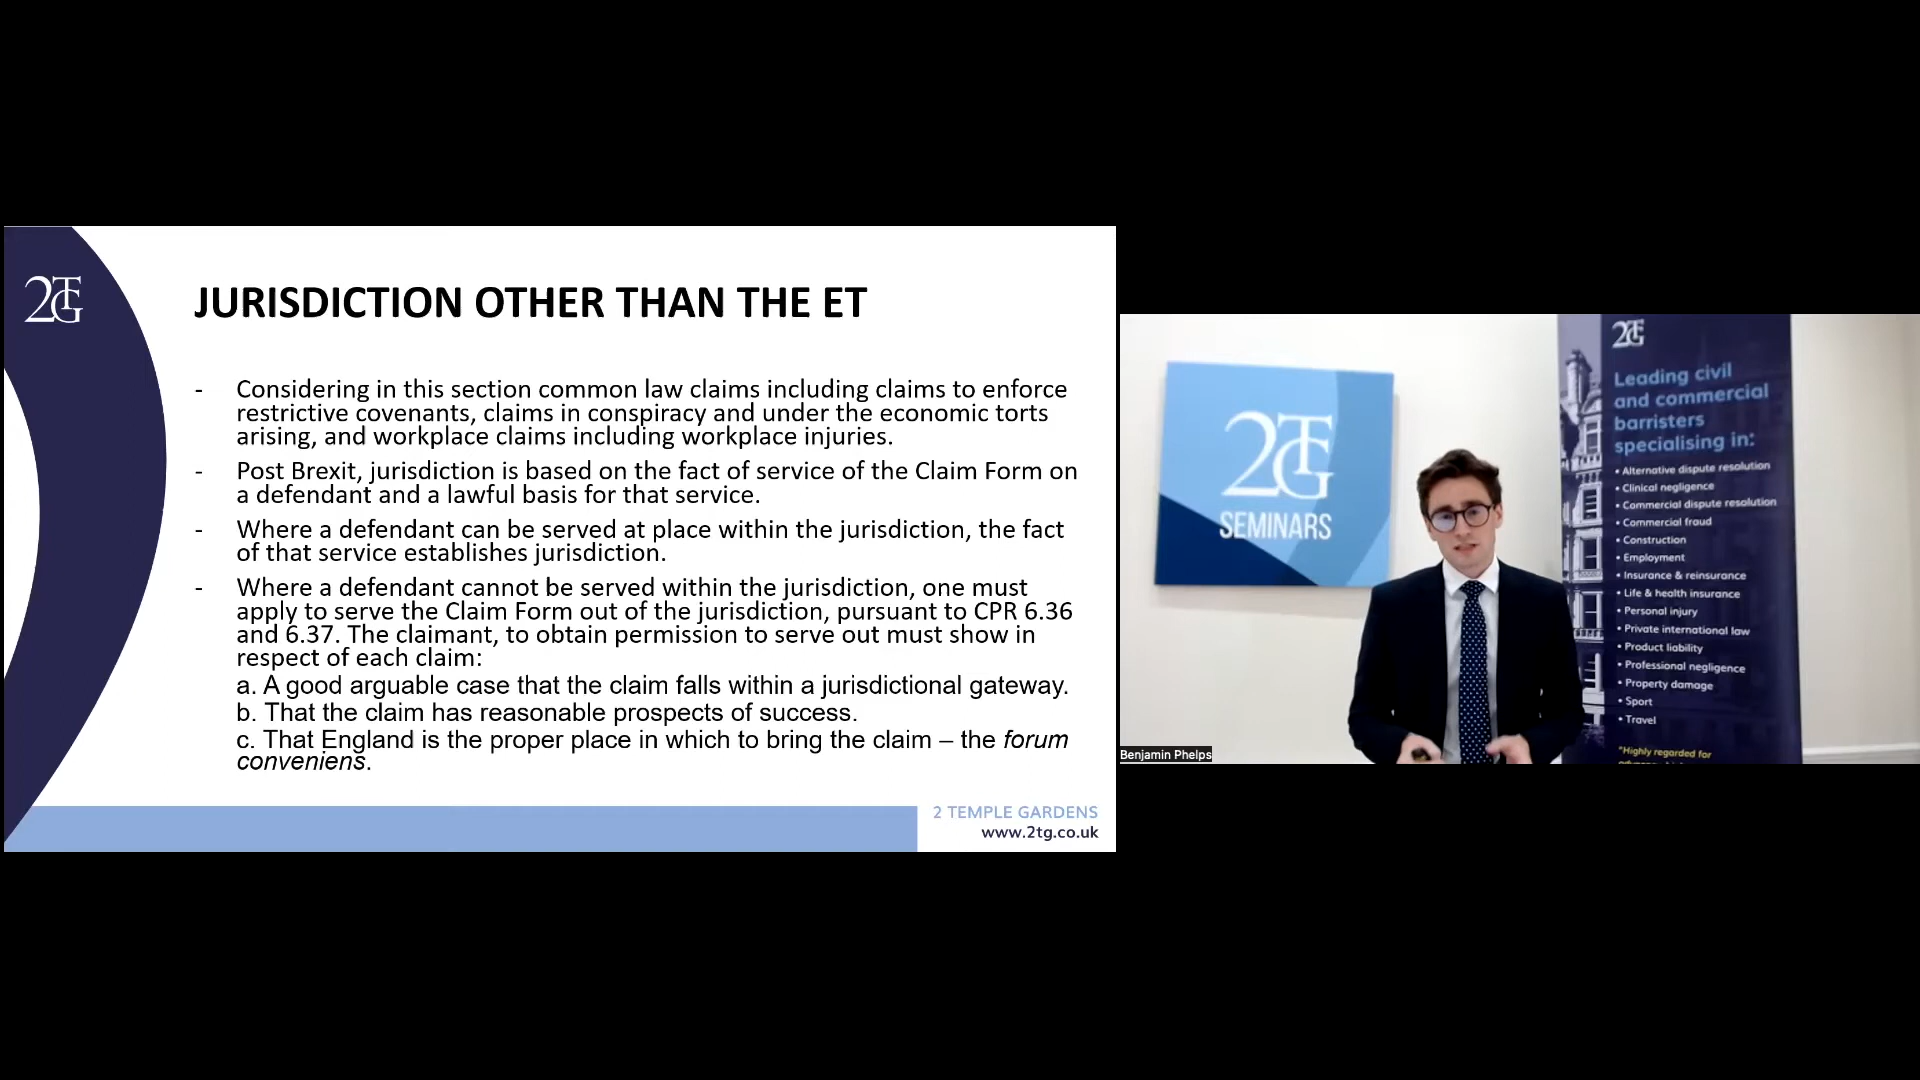 2TG
JURISDICTION OTHER THAN THE ET
- Considering in this section common law claims including claims to enforce
restrictive covenants, claims in conspiracy and under the economic torts
arising, and workplace claims including workplace injuries.
- Post Brexit, jurisdiction is based on the fact of service of the Claim Form on
a defendant and a lawful basis for that service.
- Where a defendant can be served at place within the jurisdiction, the fact
of that service establishes jurisdiction.
- Where a defendant cannot be served within the jurisdiction, one must
apply to serve the Claim Form out of the jurisdiction, pursuant to CPR 6.36
and 6.37. The claimant, to obtain permission to serve out must show in
respect of each claim:
a. A good arguable case that the claim falls within a jurisdictional gateway.
b. That the claim has reasonable prospects of success.
c. That England is the proper place in which to bring the claim – the forum
conveniens.
2 TEMPLE GARDENS
www.2tg.co.uk
2TG
SEMINARS
2TG
Leading civil
and commercial
barristers
specialising in:
• Alternative dispute resolution
• Clinical negligence
• Commercial dispute resolution
• Commercial fraud
• Construction
• Employment
• Insurance & reinsurance
• Life & health insurance
• Personal injury
• Private international law
• Product liability
• Professional negligence
• Property damage
• Sport
• Travel
"Highly regarded for
Benjamin Phelps